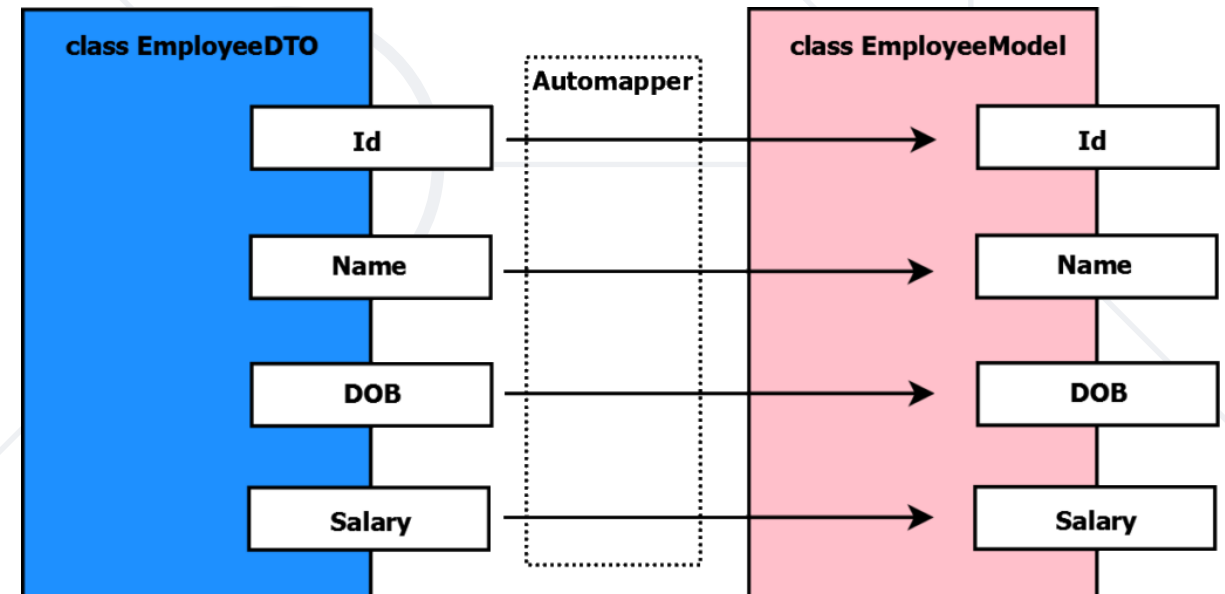 class EmployeeDTO
Automapper
class EmployeeModel
Id
Id
Name
Name
DOB
DOB
Salary
Salary